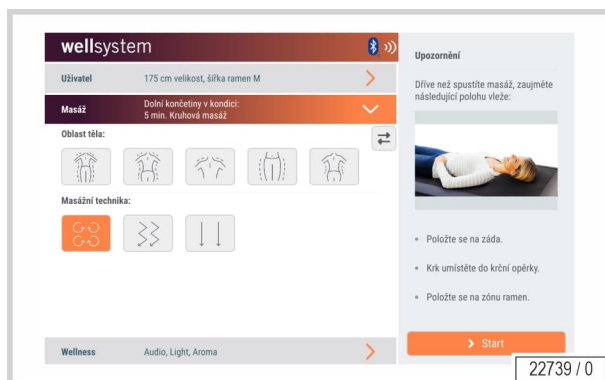 wellsystem
Uživatel 175 cm velikost, šířka ramen M
Masáž Dolní končetiny v kondici:
5 min. Kruhová masáž
Oblast těla:
Masážní technika:
Wellness Audio, Light, Aroma
Upozornění
Dříve než spustíte masáž, zaujměte
následující polohu vleže:
Položte se na záda.
Krk umístěte do krční opěrky.
Položte se na zónu ramen.
Start
22739 / 0